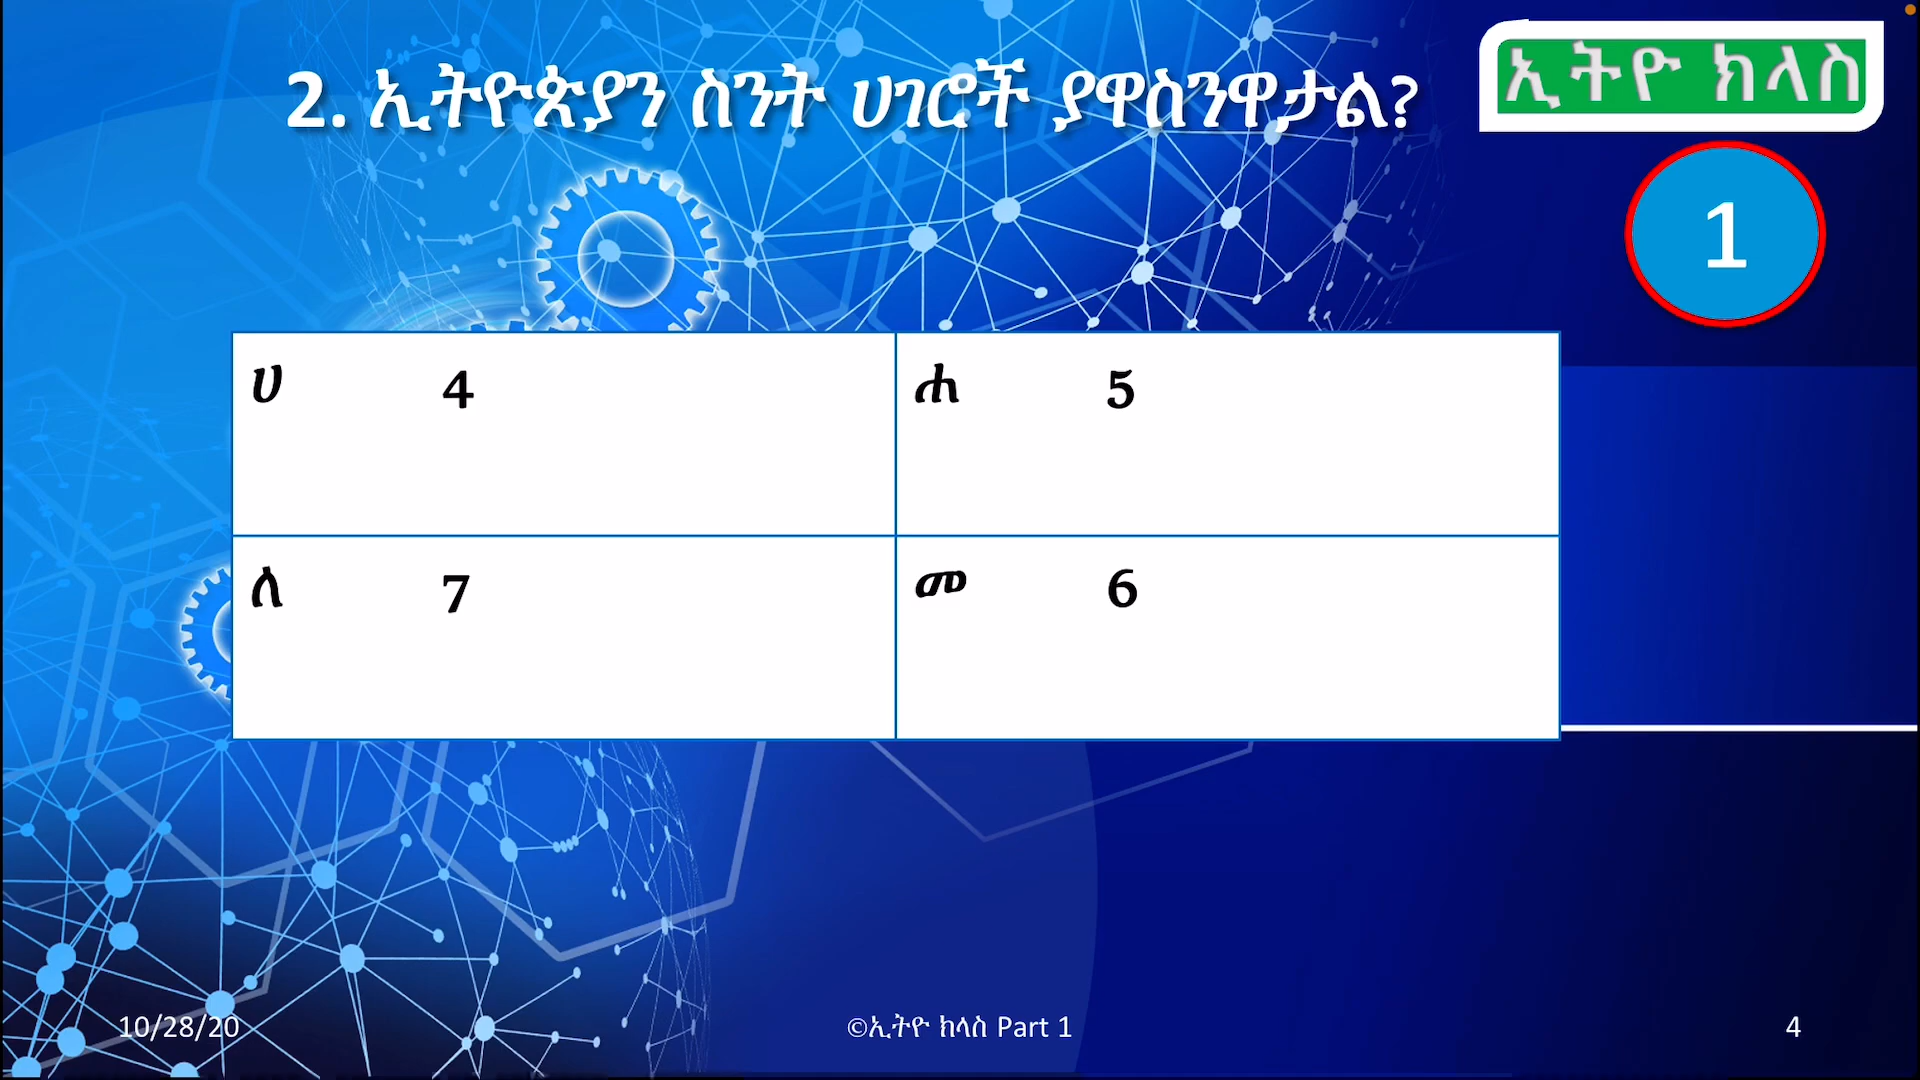 2. ኢትዮጵያን ስንት ሀገሮች ያዋስንዋታል?
ኢትዮ ክላስ
1
ሀ 4
ሐ 5
ለ 7
መ 6
10/28/20
©ኢትዮ ክላስ Part 1
4